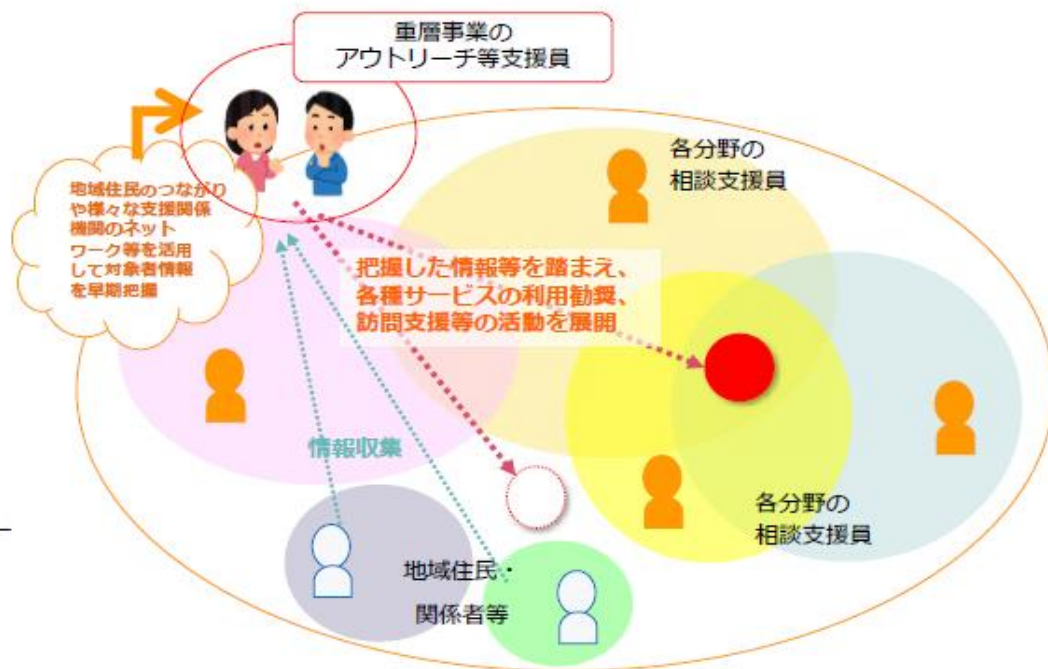 重層事業の
アウトリーチ等支援員
地域住民のつながり
や様々な支援関係
機関のネット
ワーク等を活用
して対象者情報
を早期把握
各分野の
相談支援員
把握した情報等を踏まえ、
各種サービスの利用勧奨、
訪問支援等の活動を展開
情報収集
各分野の
相談支援員
地域住民・
関係者等